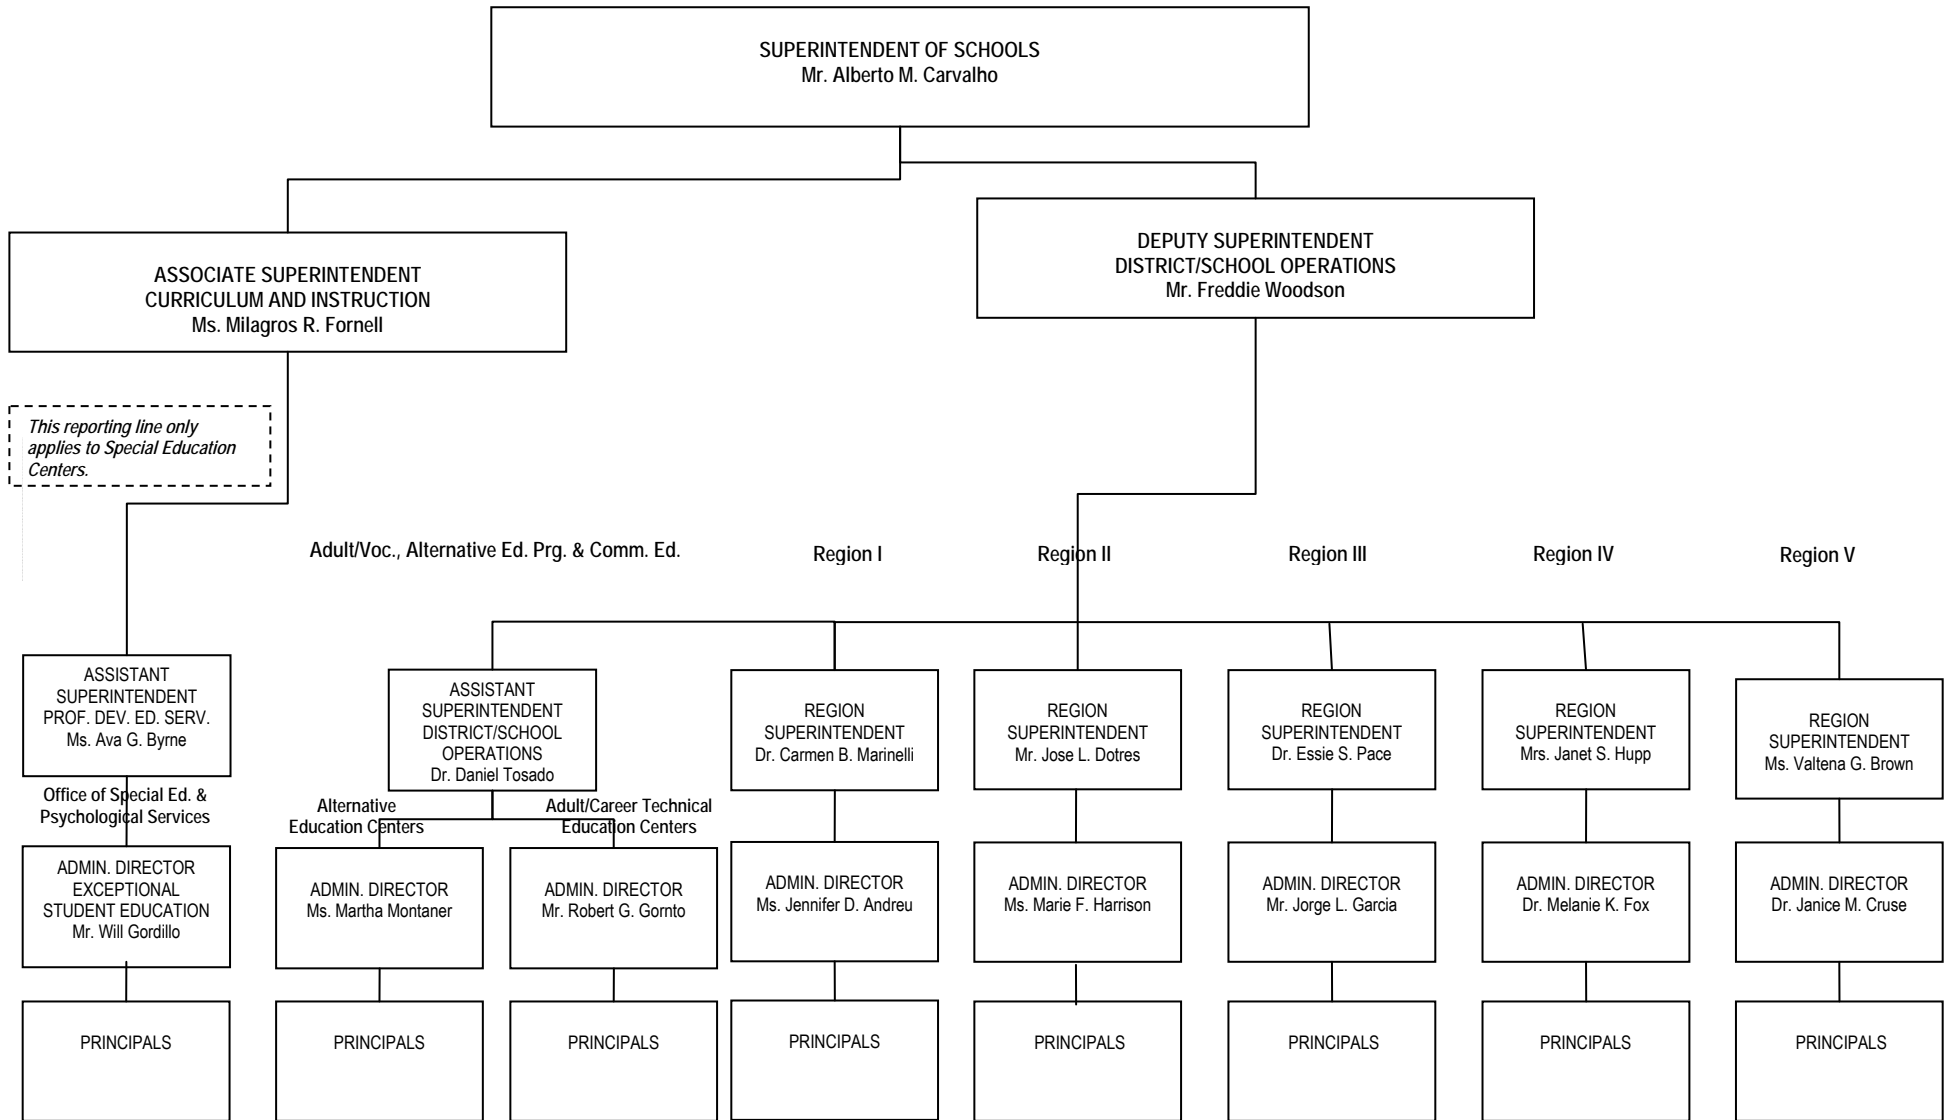 SUPERINTENDENT OF SCHOOLS
Mr. Alberto M. Carvalho
ASSOCIATE SUPERINTENDENT
CURRICULUM AND INSTRUCTION
Ms. Milagros R. Fornell
DEPUTY SUPERINTENDENT
DISTRICT/SCHOOL OPERATIONS
Mr. Freddie Woodson
This reporting line only
applies to Special Education
Centers.
Adult/Voc., Alternative Ed. Prg. & Comm. Ed.
Region I
Region II
Region III
Region IV
Region V
ASSISTANT
SUPERINTENDENT
PROF. DEV. ED. SERV.
Ms. Ava G. Byrne
ASSISTANT
SUPERINTENDENT
DISTRICT/SCHOOL
OPERATIONS
Dr. Daniel Tosado
REGION
SUPERINTENDENT
Dr. Carmen B. Marinelli
REGION
SUPERINTENDENT
Mr. Jose L. Dotres
REGION
SUPERINTENDENT
Dr. Essie S. Pace
REGION
SUPERINTENDENT
Mrs. Janet S. Hupp
REGION
SUPERINTENDENT
Ms. Valtena G. Brown
Office of Special Ed. &
Psychological Services
Alternative
Education Centers
Adult/Career Technical
Education Centers
ADMIN. DIRECTOR
EXCEPTIONAL
STUDENT EDUCATION
Mr. Will Gordillo
ADMIN. DIRECTOR
Ms. Martha Montaner
ADMIN. DIRECTOR
Mr. Robert G. Gornto
ADMIN. DIRECTOR
Ms. Jennifer D. Andreu
ADMIN. DIRECTOR
Ms. Marie F. Harrison
ADMIN. DIRECTOR
Mr. Jorge L. Garcia
ADMIN. DIRECTOR
Dr. Melanie K. Fox
ADMIN. DIRECTOR
Dr. Janice M. Cruse
PRINCIPALS
PRINCIPALS
PRINCIPALS
PRINCIPALS
PRINCIPALS
PRINCIPALS
PRINCIPALS
PRINCIPALS